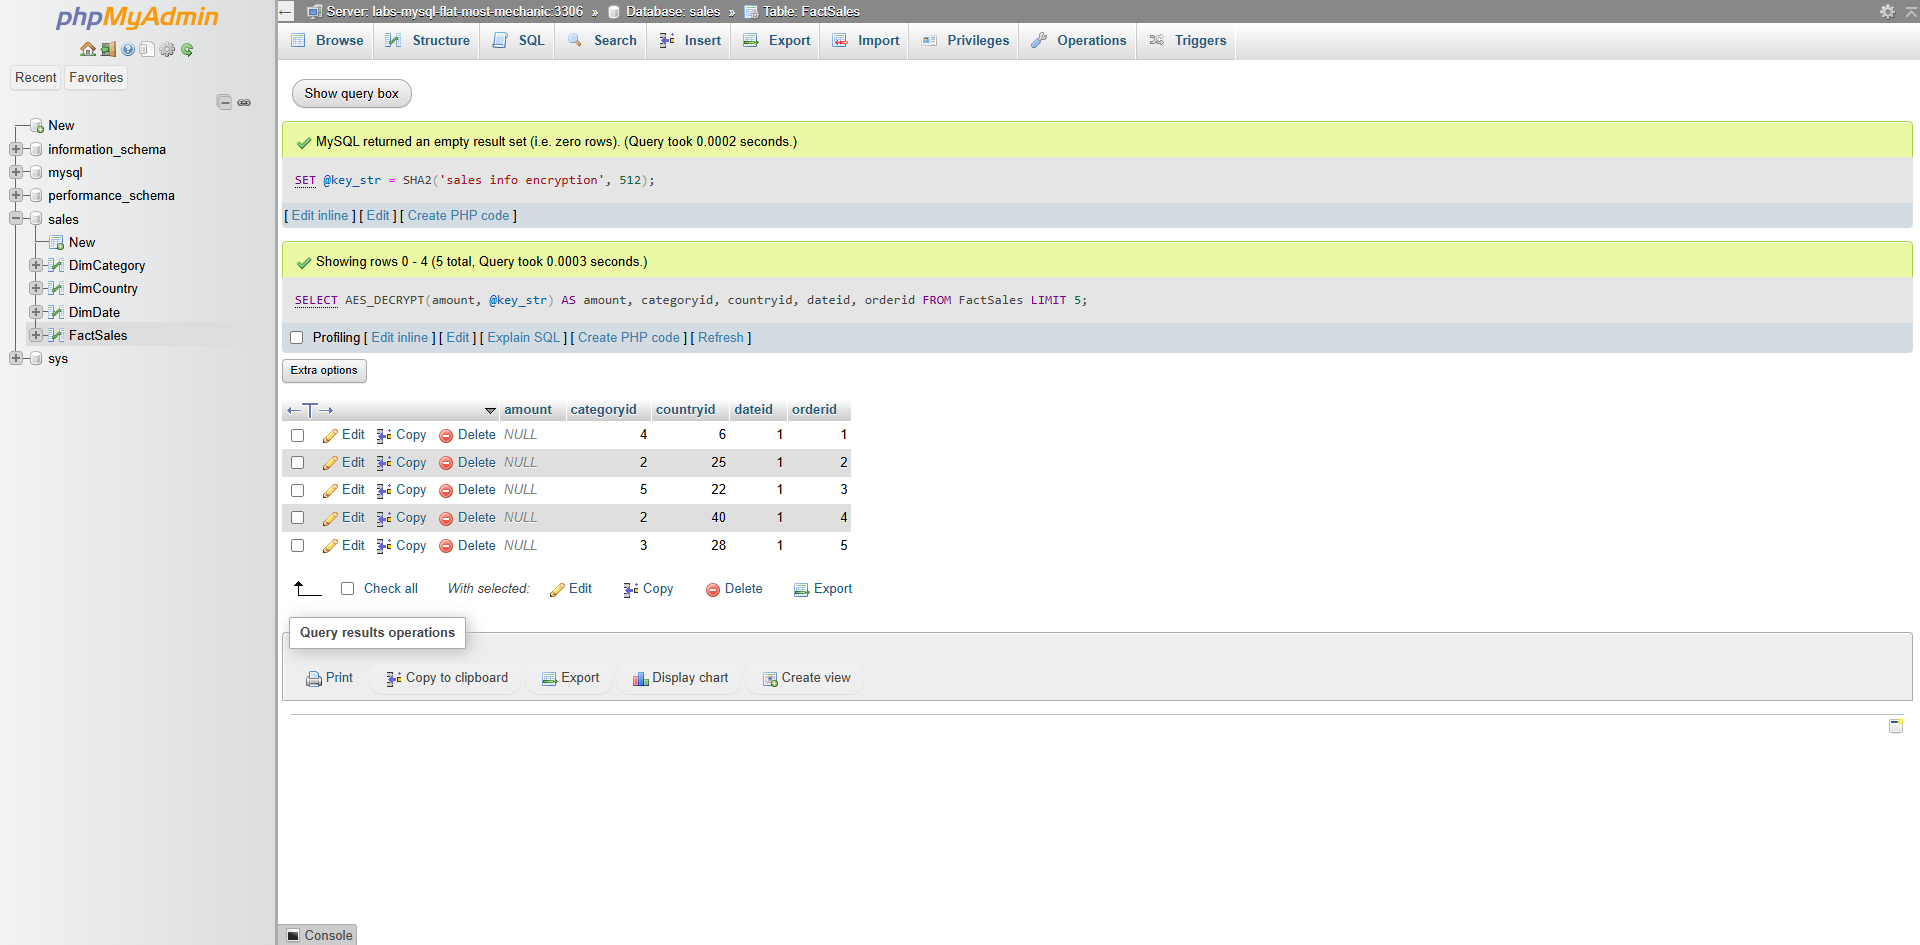 phpMyAdmin
Recent Favorites
New
information_schema
mysql
performance_schema
sales
New
DimCategory
DimCountry
DimDate
FactSales
sys
Server: labs-mysql-flat-most-mechanic:3306 » Database: sales » Table: FactSales
Browse Structure SQL Search Insert Export Import Privileges Operations Triggers
Show query box
MySQL returned an empty result set (i.e. zero rows). (Query took 0.0002 seconds.)
SET @key_str = SHA2('sales info encryption', 512);
[ Edit inline ] [ Edit ] [ Create PHP code ]
Showing rows 0 - 4 (5 total, Query took 0.0003 seconds.)
SELECT AES_DECRYPT(amount, @key_str) AS amount, categoryid, countryid, dateid, orderid FROM FactSales LIMIT 5;
Profiling [ Edit inline ] [ Edit ] [ Explain SQL ] [ Create PHP code ] [ Refresh ]
Extra options
←T→ amount categoryid countryid dateid orderid
Edit Copy Delete NULL 4 6 1 1
Edit Copy Delete NULL 2 25 1 2
Edit Copy Delete NULL 5 22 1 3
Edit Copy Delete NULL 2 40 1 4
Edit Copy Delete NULL 3 28 1 5
Check all With selected: Edit Copy Delete Export
Query results operations
Print Copy to clipboard Export Display chart Create view
Console